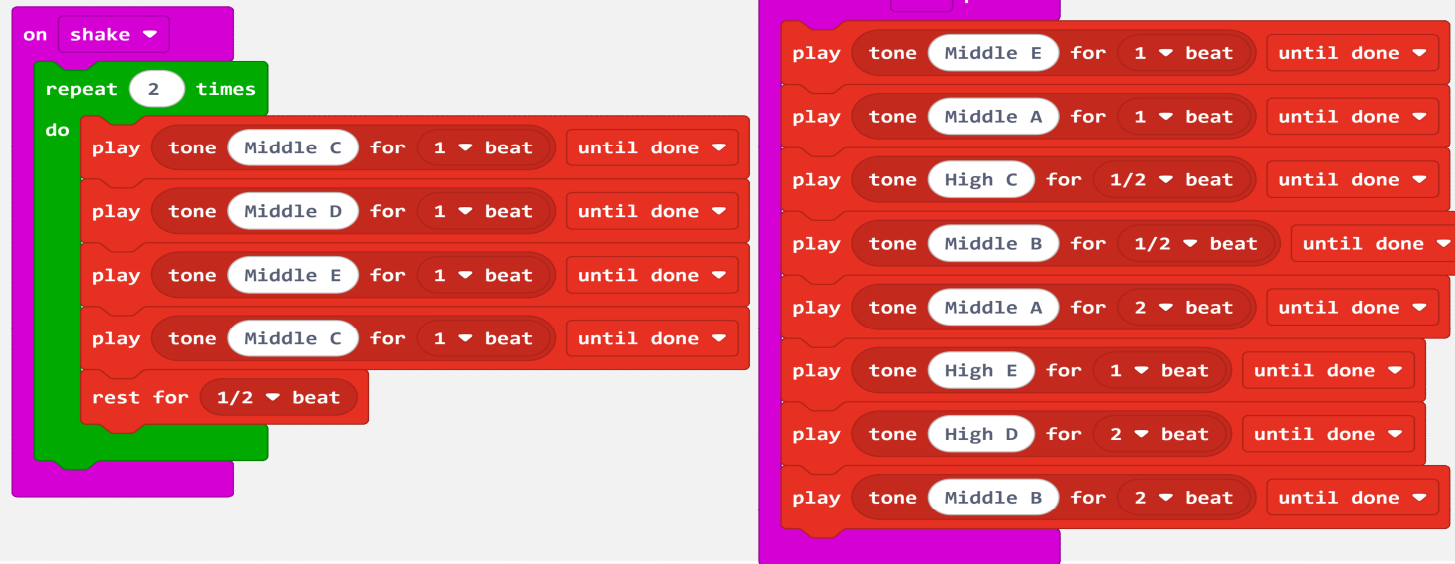 on shake
repeat 2 times
do
play tone Middle C for 1 beat until done
play tone Middle D for 1 beat until done
play tone Middle E for 1 beat until done
play tone Middle C for 1 beat until done
rest for 1/2 beat
play tone Middle E for 1 beat until done
play tone Middle A for 1 beat until done
play tone High C for 1/2 beat until done
play tone Middle B for 1/2 beat until done
play tone Middle A for 2 beat until done
play tone High E for 1 beat until done
play tone High D for 2 beat until done
play tone Middle B for 2 beat until done